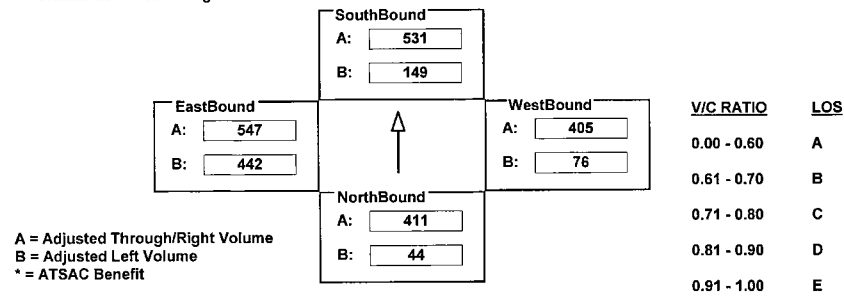 SouthBound
A: 531
B: 149
EastBound
A: 547
B: 442
WestBound
A: 405
B: 76
NorthBound
A: 411
B: 44
A = Adjusted Through/Right Volume
B = Adjusted Left Volume
* = ATSAC Benefit
V/C RATIO LOS
0.00 - 0.60 A
0.61 - 0.70 B
0.71 - 0.80 C
0.81 - 0.90 D
0.91 - 1.00 E